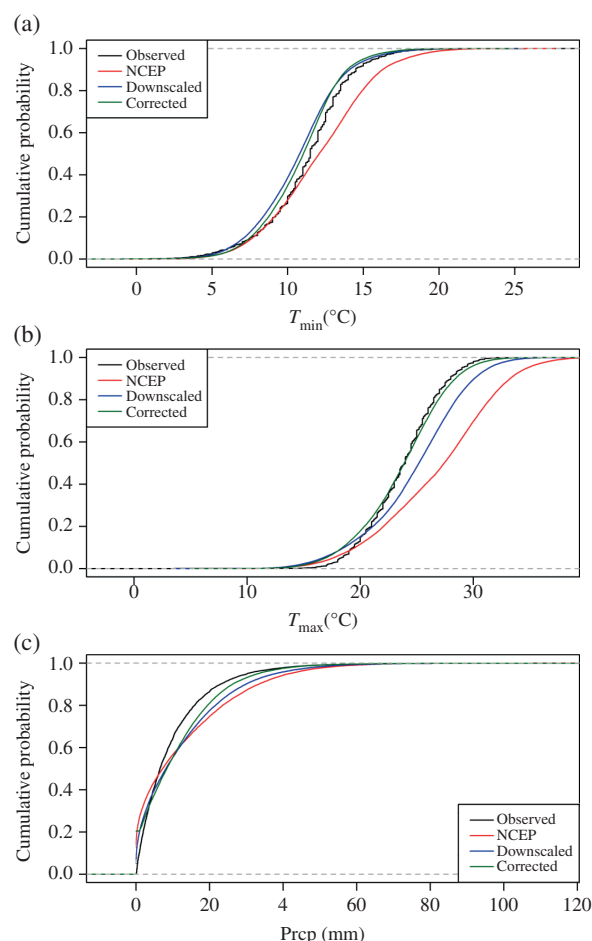 (a)
1.0
0.8
0.6
0.4
0.2
0.0
Cumulative probability
Observed
NCEP
Downscaled
Corrected
0 5 10 15 20 25
Tmin(°C)
(b)
1.0
0.8
0.6
0.4
0.2
0.0
Cumulative probability
Observed
NCEP
Downscaled
Corrected
0 10 20 30
Tmax(°C)
(c)
1.0
0.8
0.6
0.4
0.2
0.0
Cumulative probability
Observed
NCEP
Downscaled
Corrected
0 20 4 60 80 100 120
Prcp (mm)